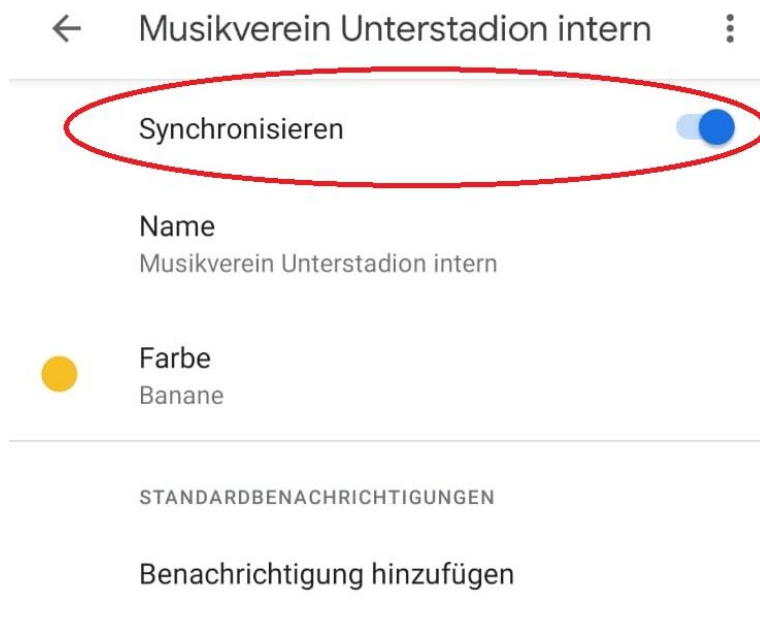 Musikverein Unterstadion intern
Synchronisieren
Name
Musikverein Unterstadion intern
Farbe
Banane
STANDARDBENACHRICHTIGUNGEN
Benachrichtigung hinzufügen